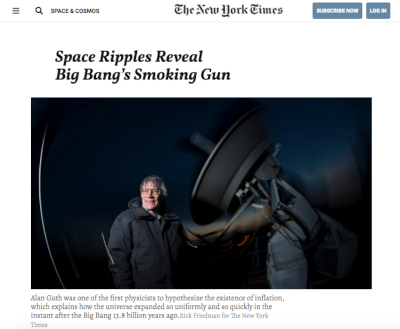 SPACE & COSMOS
The New York Times
SUBSCRIBE NOW
LOG IN
Space Ripples Reveal
Big Bang's Smoking Gun
Alan Guth was one of the first physicists to hypothesize the existence of inflation,
which explains how the universe expanded so uniformly and so quickly in the
instant after the Big Bang 13.8 billion years ago.Rick Friedman for The New York
Times